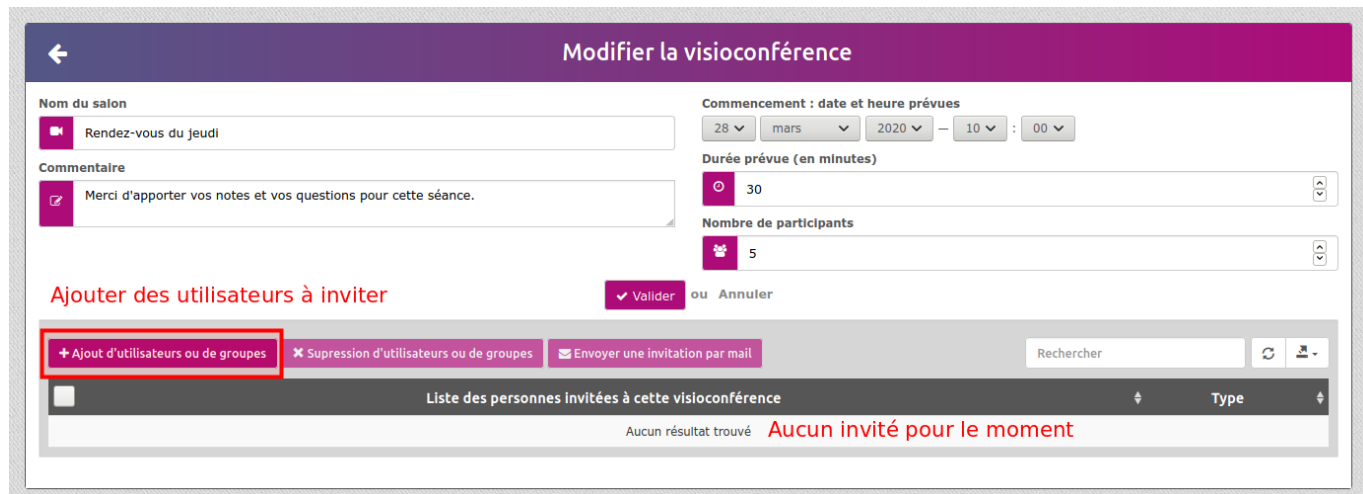 Modifier la visioconférence
Nom du salon
Rendez-vous du jeudi
Commentaire
Merci d'apporter vos notes et vos questions pour cette séance.
Commencement : date et heure prévues
28 mars 2020 — 10 : 00
Durée prévue (en minutes)
30
Nombre de participants
5
Ajouter des utilisateurs à inviter
Valider ou Annuler
+ Ajout d'utilisateurs ou de groupes
Supression d'utilisateurs ou de groupes
Envoyer une invitation par mail
Rechercher
Liste des personnes invitées à cette visioconférence
Type
Aucun résultat trouvé
Aucun invité pour le moment